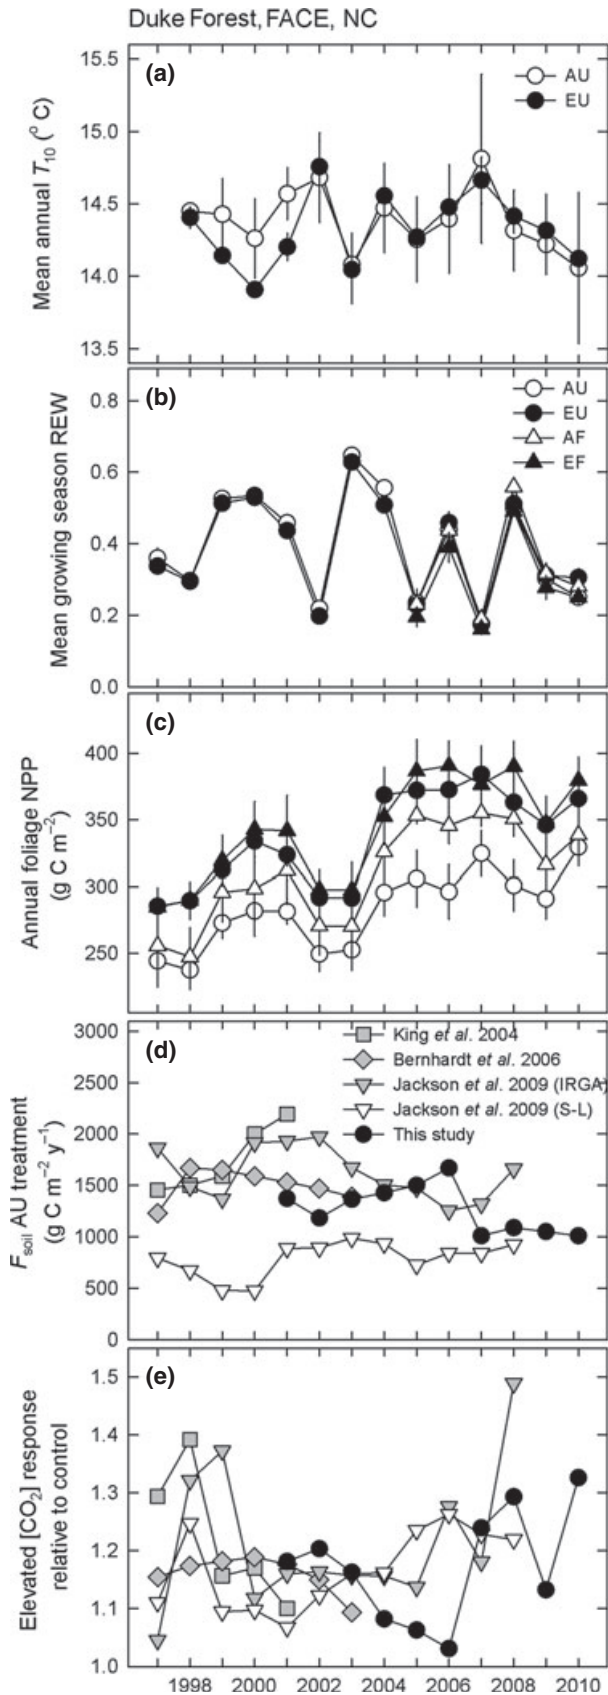 Duke Forest, FACE, NC
(a)
AU
EU
Mean annual T10 (° C)
15.5
15.0
14.5
14.0
13.5
(b)
AU
EU
AF
EF
Mean growing season REW
0.8
0.6
0.4
0.2
0.0
(c)
Annual foliage NPP
(g C m−2)
400
350
300
250
(d)
King et al. 2004
Bernhardt et al. 2006
Jackson et al. 2009 (IRGA)
Jackson et al. 2009 (S-L)
This study
Fsoil AU treatment
(g C m−2 y−1)
3000
2500
2000
1500
1000
500
0
(e)
Elevated [CO2] response
relative to control
1.5
1.4
1.3
1.2
1.1
1.0
1998 2000 2002 2004 2006 2008 2010